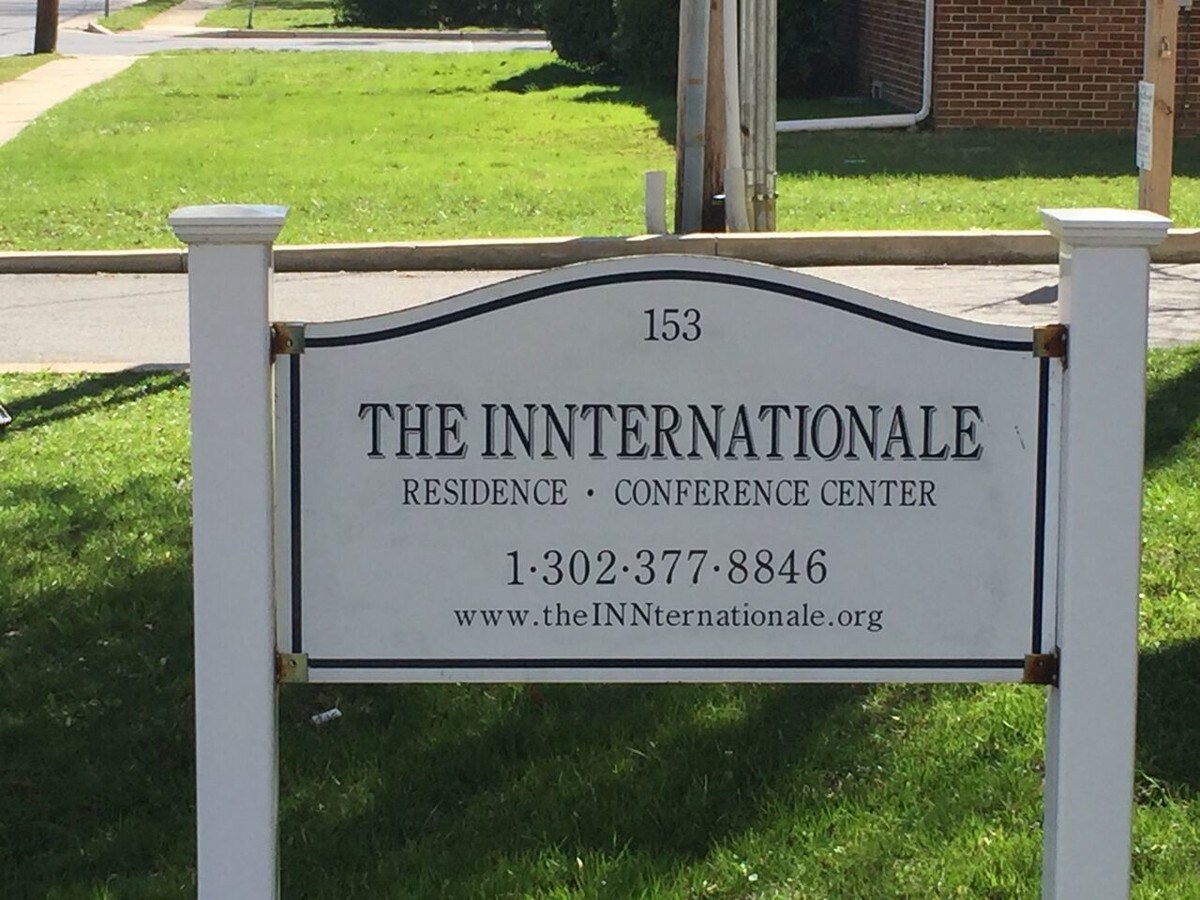 153
THE INNTERNATIONALE
RESIDENCE · CONFERENCE CENTER
1·302·377·8846
www.theINNternationale.org